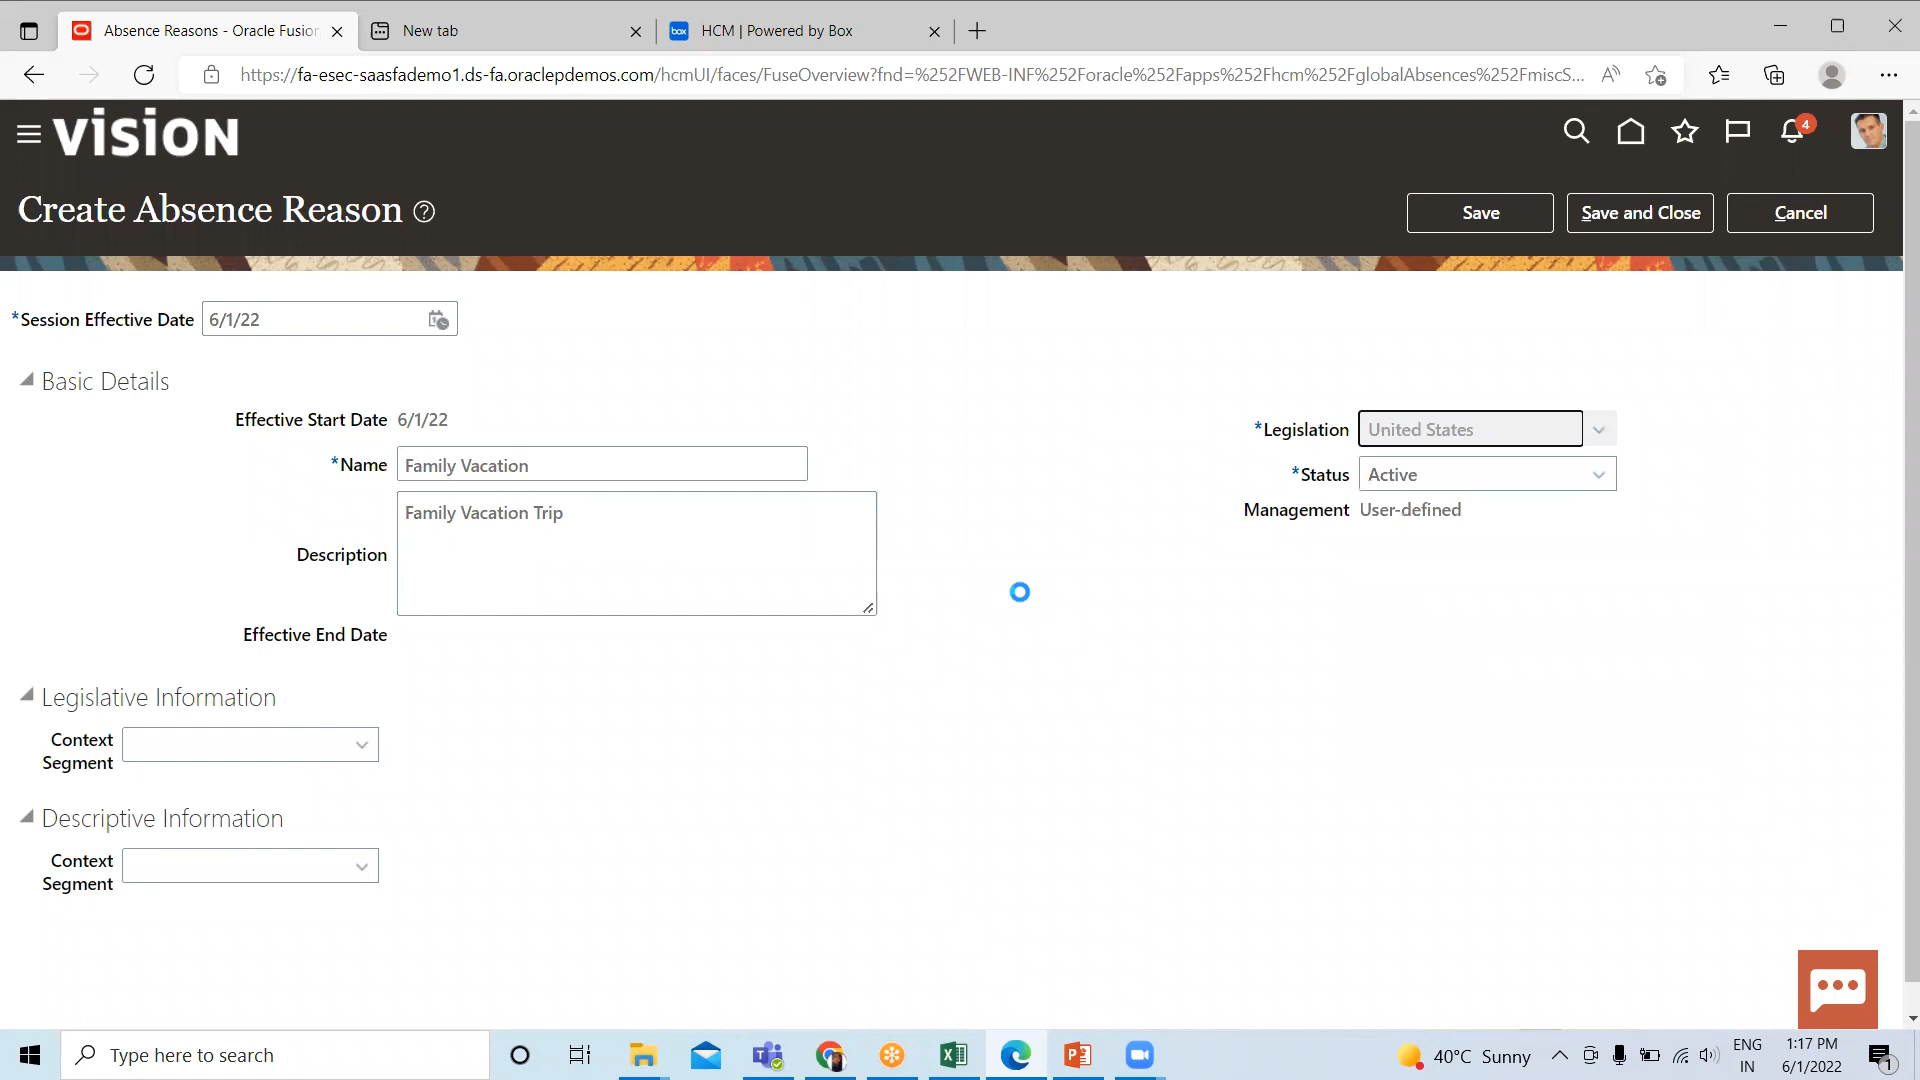 Absence Reasons - Oracle Fusion
New tab
box
HCM | Powered by Box
https://fa-esec-saasfademo1.ds-fa.oraclepdemos.com/hcmUI/faces/FuseOverview?fnd=%252FWEB-INF%252Foracle%252Fapps%252Fhcm%252FglobalAbsences%252FmiscS...
VISION
4
Create Absence Reason ?
Save
Save and Close
Cancel
*Session Effective Date 6/1/22
Basic Details
Effective Start Date 6/1/22
*Legislation United States
*Name Family Vacation
*Status Active
Description Family Vacation Trip
Management User-defined
Effective End Date
Legislative Information
Context Segment
Descriptive Information
Context Segment
Type here to search
40°C Sunny
ENG
IN
1:17 PM
6/1/2022
1